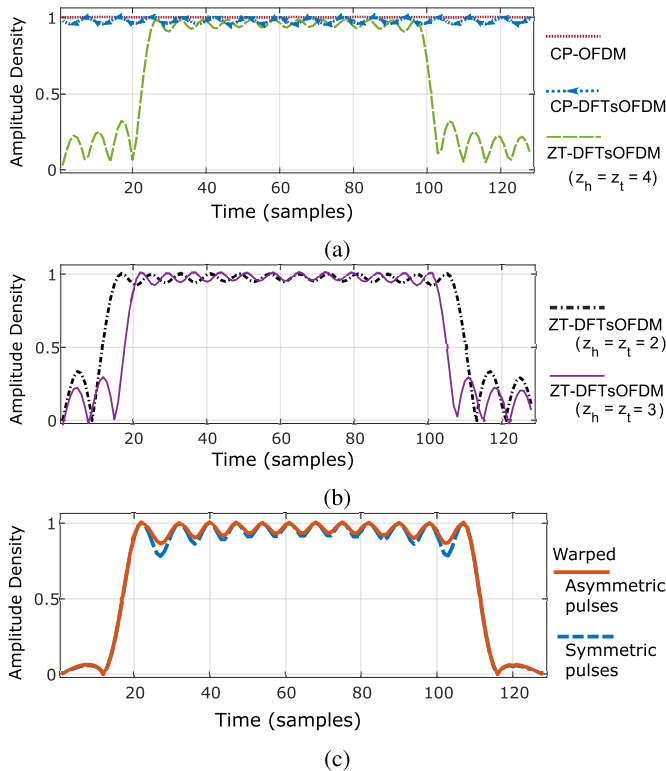 Amplitude Density
1
0.5
0
20
40
60
80
100
120
Time (samples)
CP-OFDM
CP-DFTsOFDM
ZT-DFTsOFDM
(z_h = z_t = 4)
(a)
Amplitude Density
1
0.5
0
20
40
60
80
100
120
Time (samples)
ZT-DFTsOFDM
(z_h = z_t = 2)
ZT-DFTsOFDM
(z_h = z_t = 3)
(b)
Amplitude Density
1
0.5
0
20
40
60
80
100
120
Time (samples)
Warped
Asymmetric
pulses
Symmetric
pulses
(c)